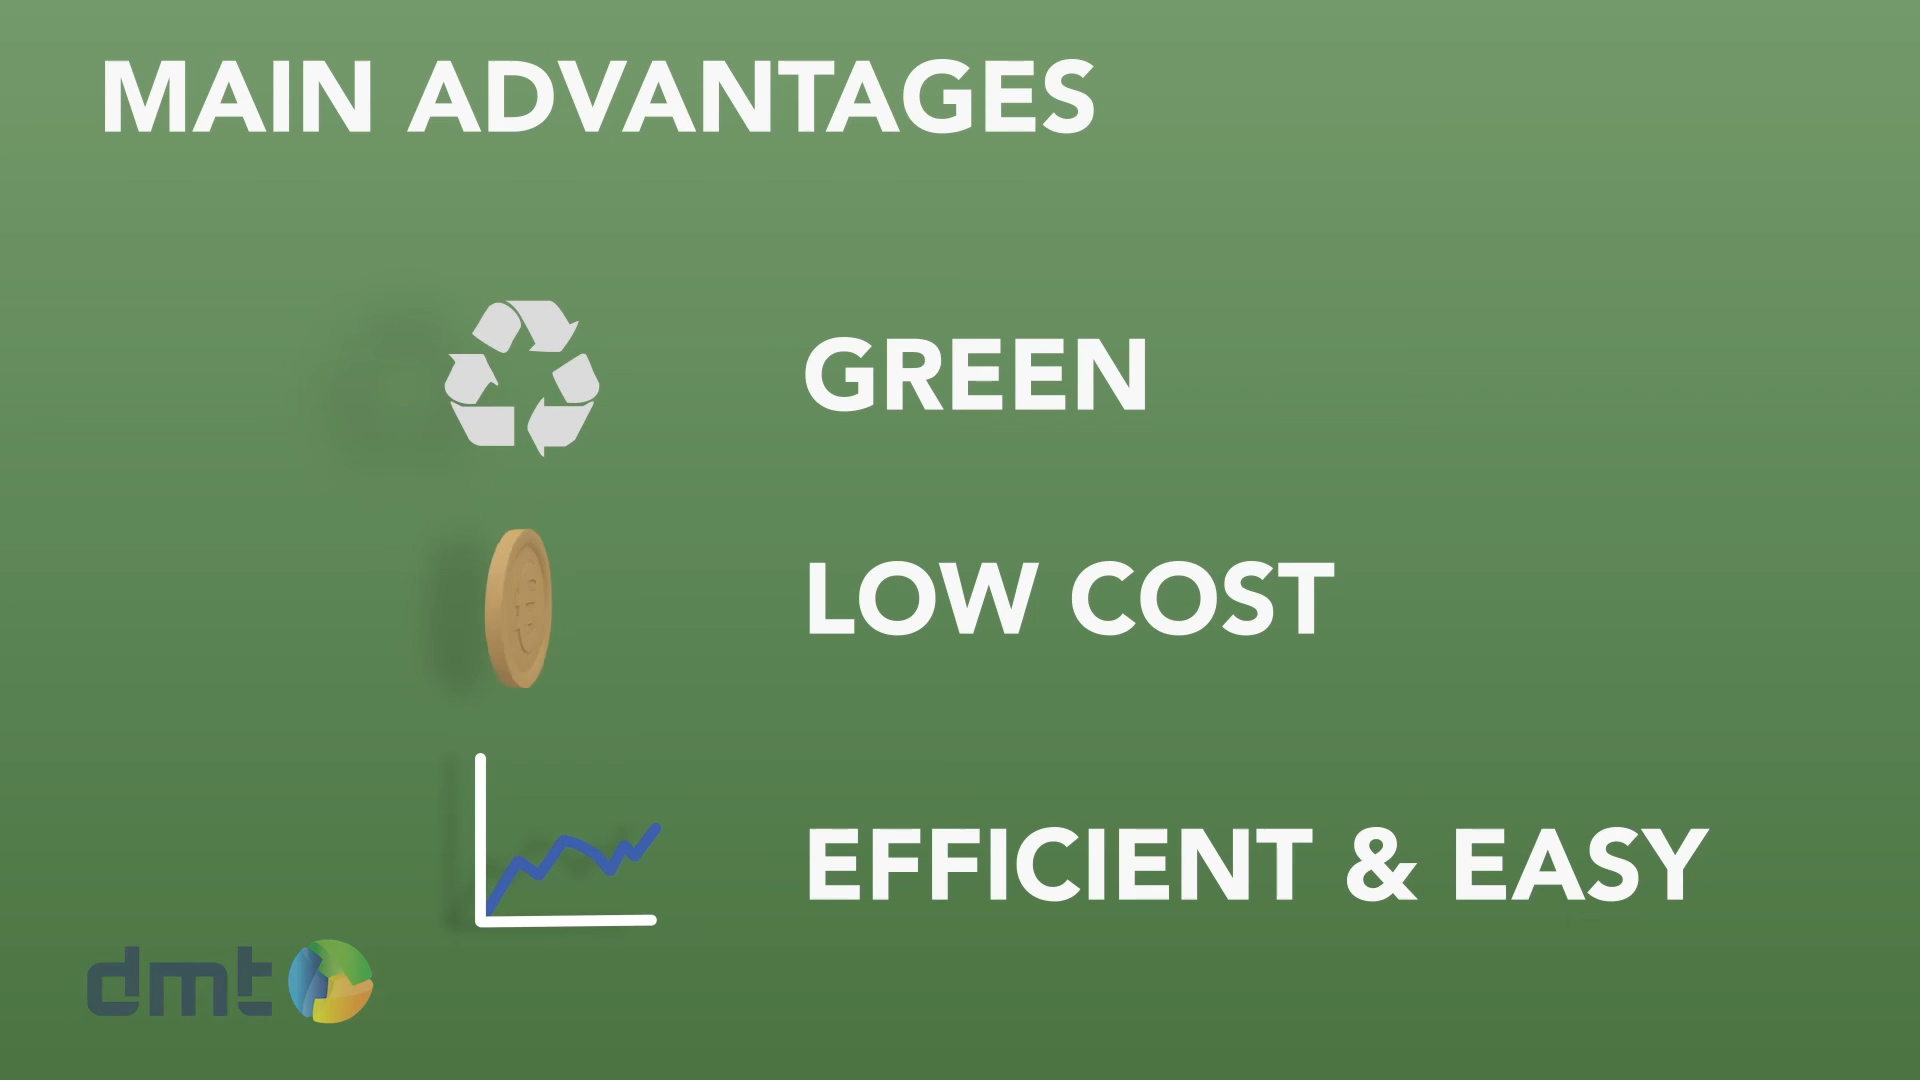 MAIN ADVANTAGES
GREEN
LOW COST
EFFICIENT & EASY
dmt